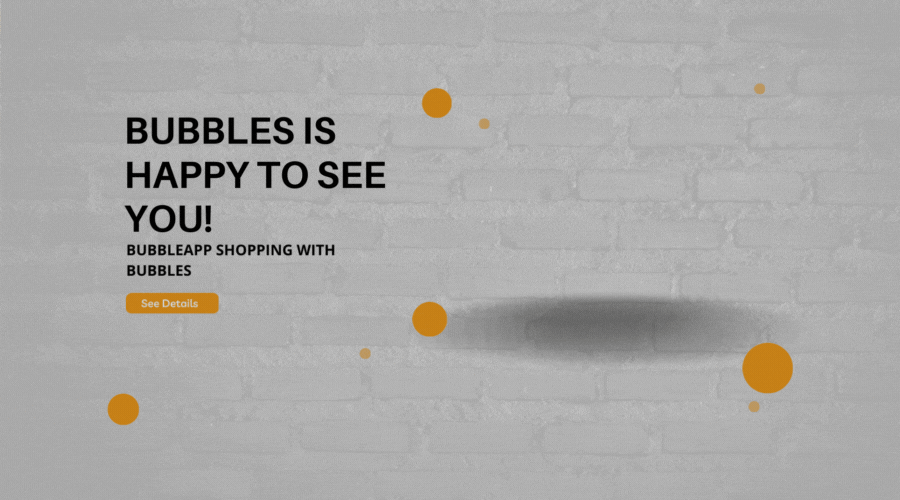 BUBBLES IS
HAPPY TO SEE
YOU!
BUBBLEAPP SHOPPING WITH
BUBBLES
See Details